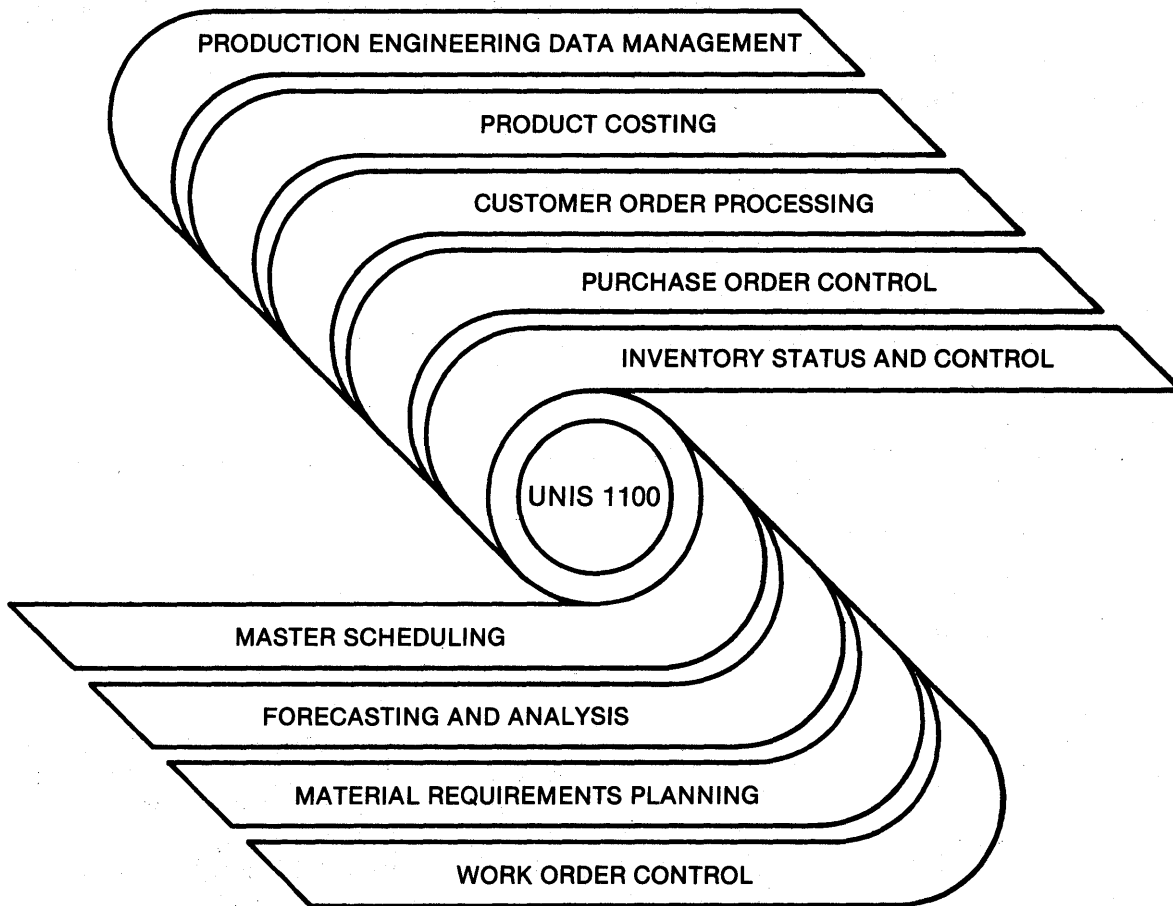 PRODUCTION ENGINEERING DATA MANAGEMENT
PRODUCT COSTING
CUSTOMER ORDER PROCESSING
PURCHASE ORDER CONTROL
INVENTORY STATUS AND CONTROL
UNIS 1100
MASTER SCHEDULING
FORECASTING AND ANALYSIS
MATERIAL REQUIREMENTS PLANNING
WORK ORDER CONTROL